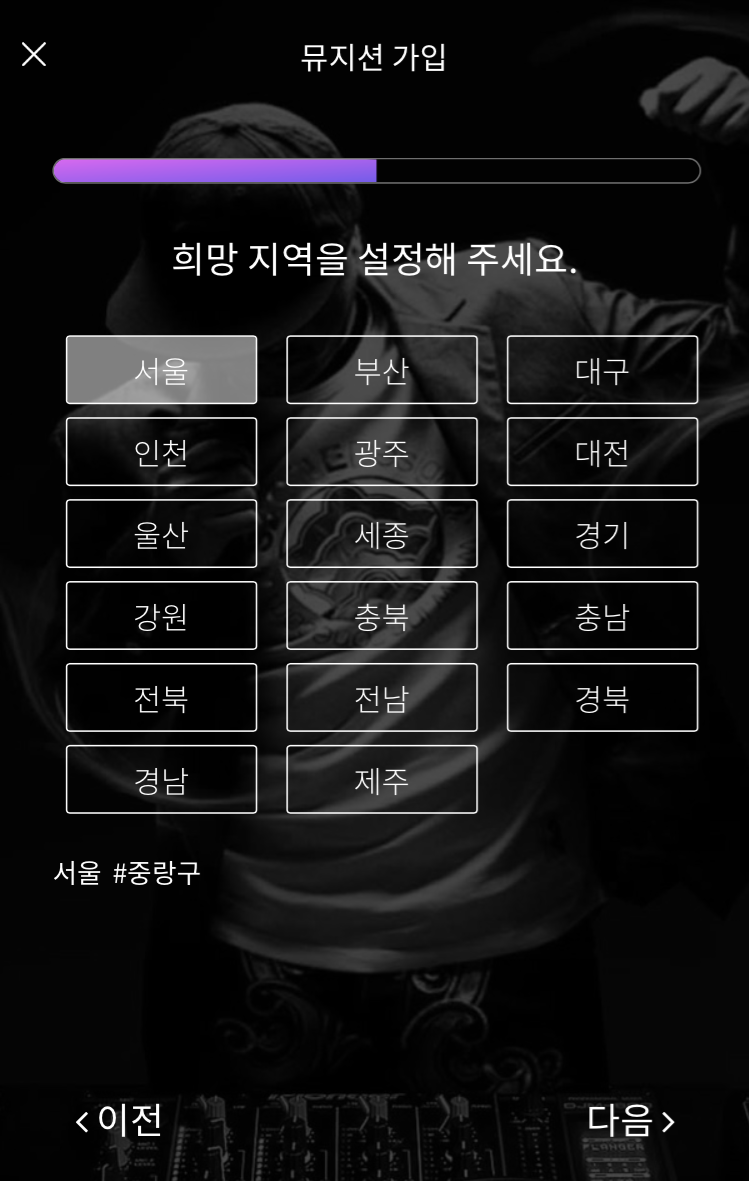 뮤지션 가입
희망 지역을 설정해 주세요.
서울 부산 대구
인천 광주 대전
울산 세종 경기
강원 충북 충남
전북 전남 경북
경남 제주
서울 #중랑구
이전 다음
FLANGER